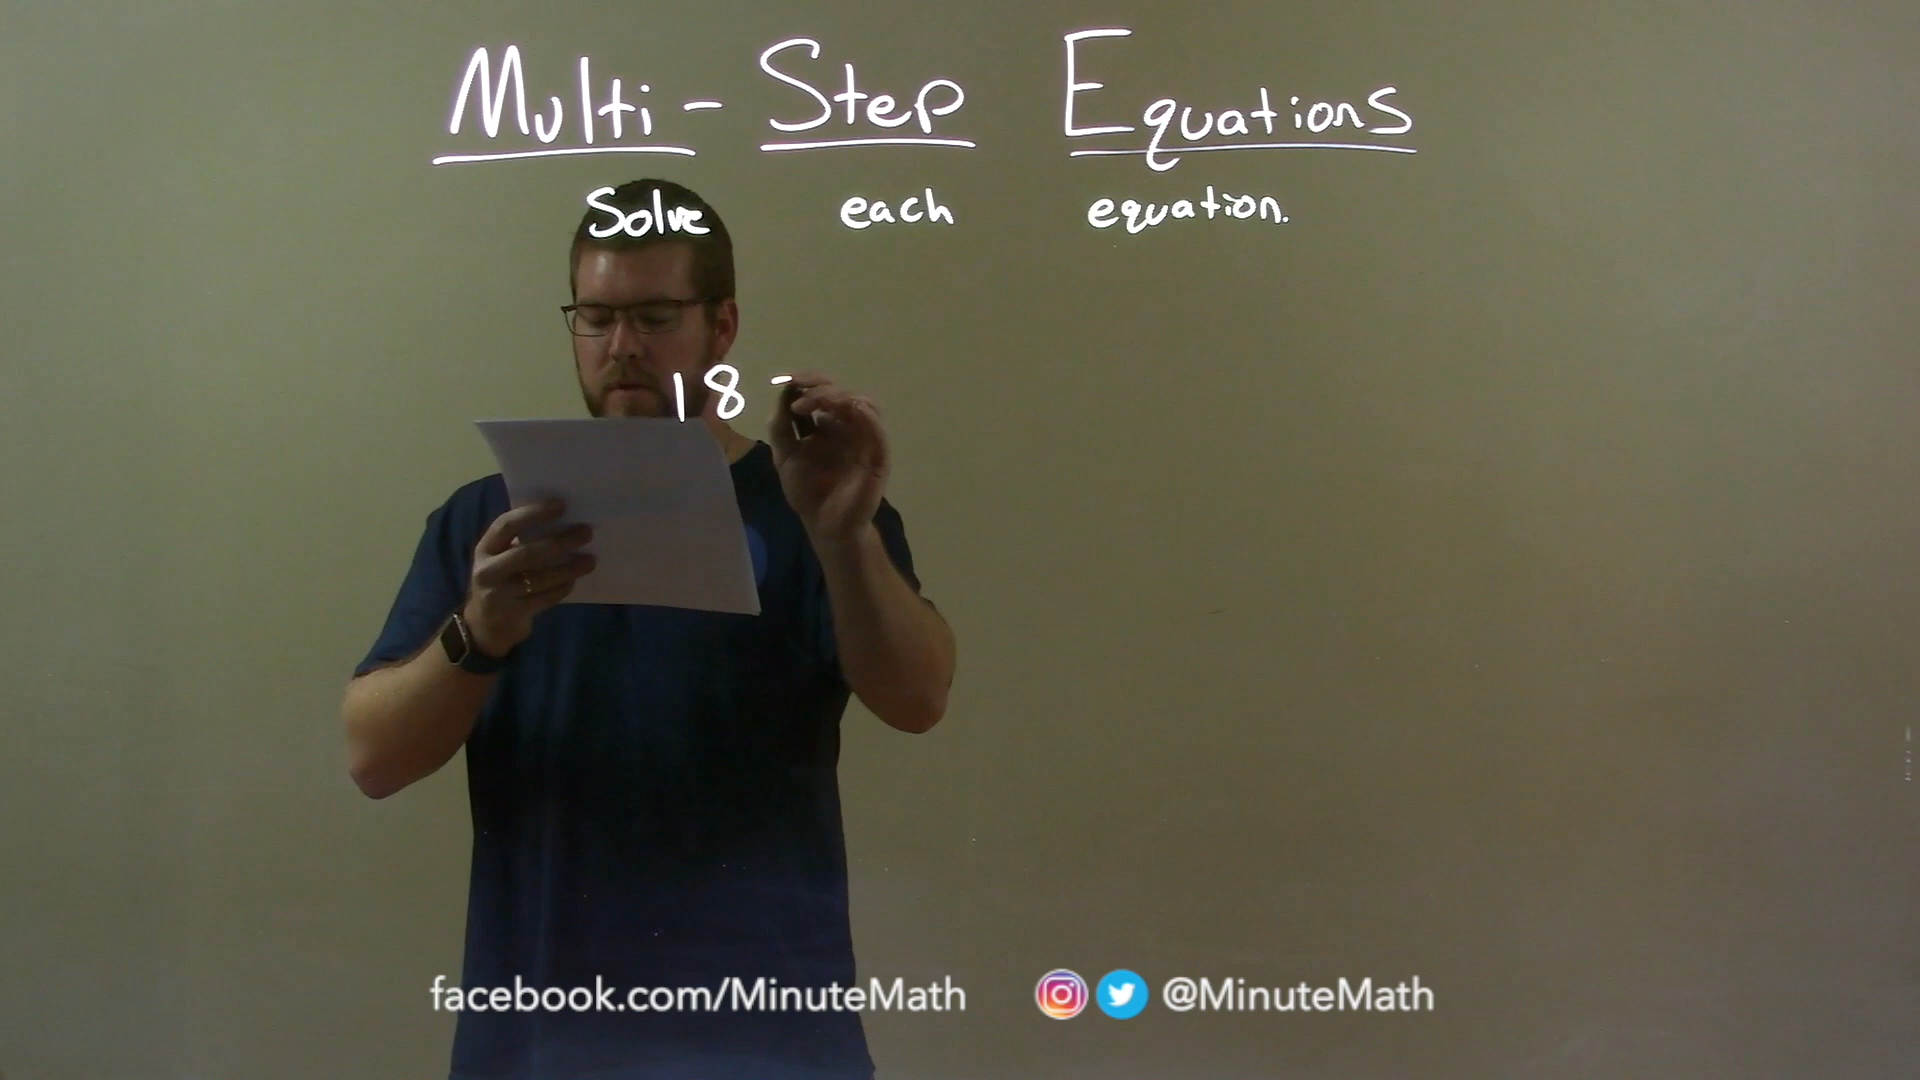 Multi-Step Equations
Solve each equation.
18 -
facebook.com/MinuteMath @MinuteMath